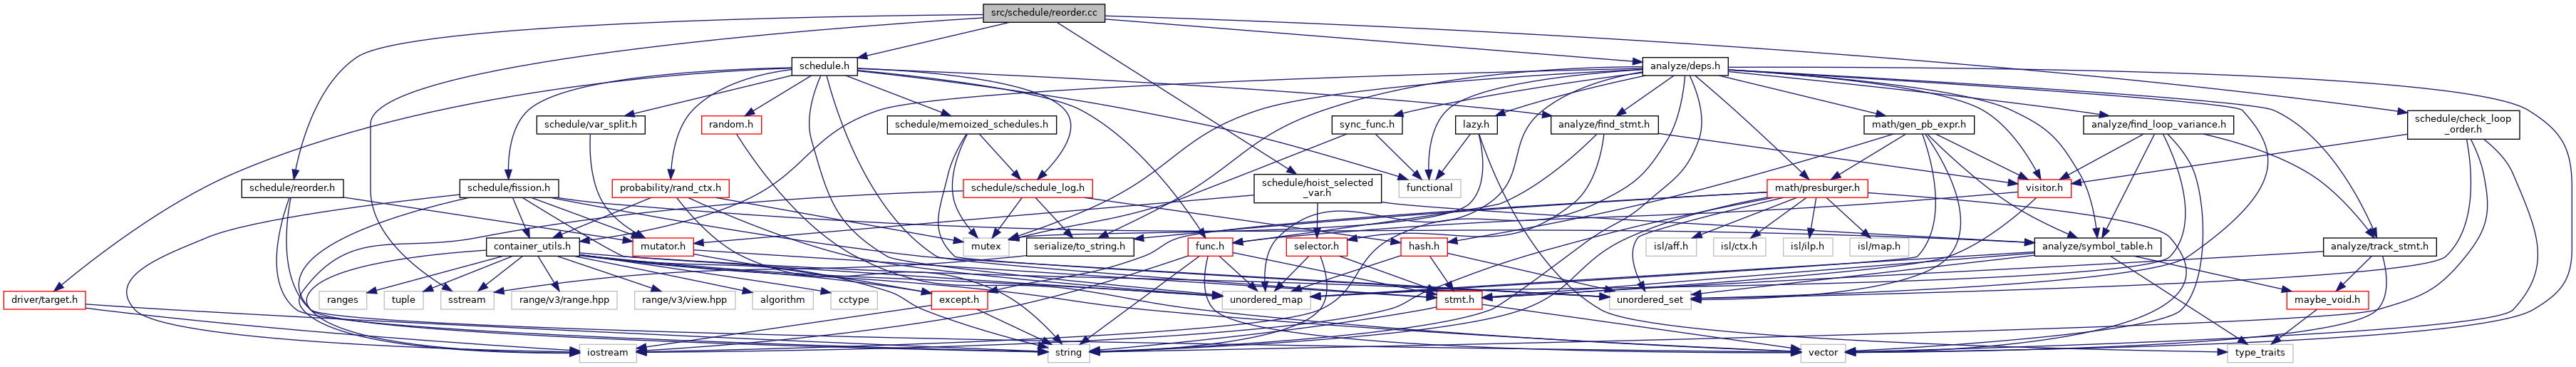 src/schedule/reorder.cc
schedule.h
analyze/deps.h
schedule/var_split.h
random.h
schedule/memoized_schedules.h
sync_func.h
lazy.h
analyze/find_stmt.h
math/gen_pb_expr.h
analyze/find_loop_variance.h
schedule/check_loop
_order.h
schedule/reorder.h
schedule/fission.h
probability/rand_ctx.h
schedule/schedule_log.h
schedule/hoist_selected
_var.h
functional
math/presburger.h
visitor.h
container_utils.h
mutator.h
mutex
serialize/to_string.h
func.h
selector.h
hash.h
isl/aff.h
isl/ctx.h
isl/ilp.h
isl/map.h
analyze/symbol_table.h
analyze/track_stmt.h
driver/target.h
ranges
tuple
sstream
range/v3/range.hpp
range/v3/view.hpp
algorithm
cctype
except.h
unordered_map
stmt.h
unordered_set
maybe_void.h
iostream
string
vector
type_traits